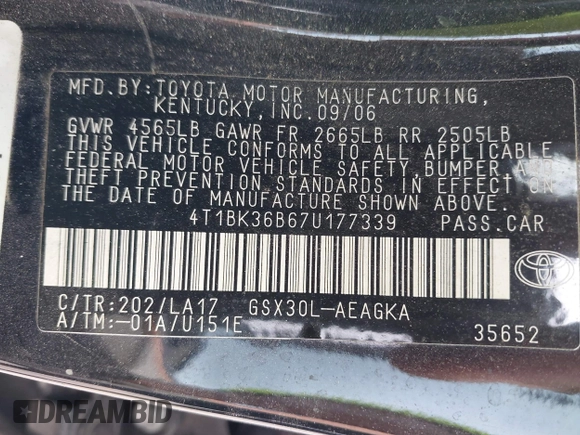 MFD.BY:TOYOTA MOTOR MANUFACTURING,
KENTUCKY,INC.09/06
GVWR 4565LB GAWR FR 2665LB RR 2505LB
THIS VEHICLE CONFORMS TO ALL APPLICABLE
FEDERAL MOTOR VEHICLE SAFETY,BUMPER,AND
THEFT PREVENTION STANDARDS IN EFFECT ON
THE DATE OF MANUFACTURE SHOWN ABOVE.
4T1BK36B67U177339 PASS.CAR
C/TR:202/LA17 GSX30L-AEAGKA
A/TM:-01A/U151E
35652
DREAMBID